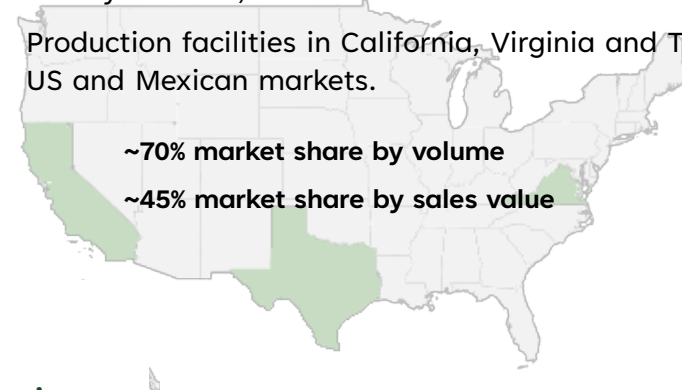 Production facilities in California, Virginia and
US and Mexican markets.
~70% market share by volume
~45% market share by sales value